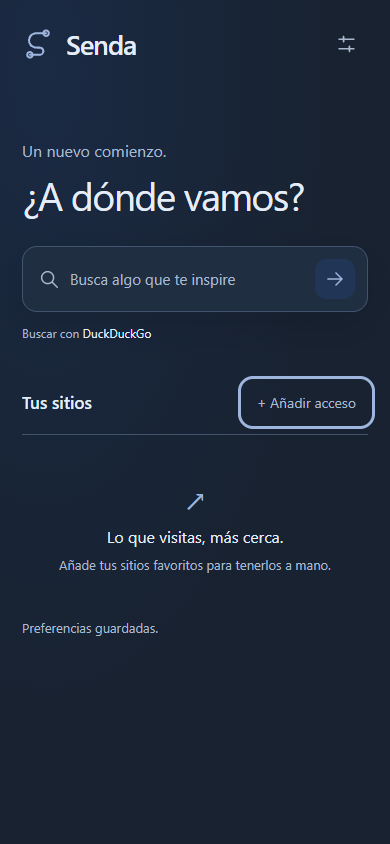 Senda
Un nuevo comienzo.
¿A dónde vamos?
Busca algo que te inspire
Buscar con DuckDuckGo
Tus sitios
+ Añadir acceso
Lo que visitas, más cerca.
Añade tus sitios favoritos para tenerlos a mano.
Preferencias guardadas.